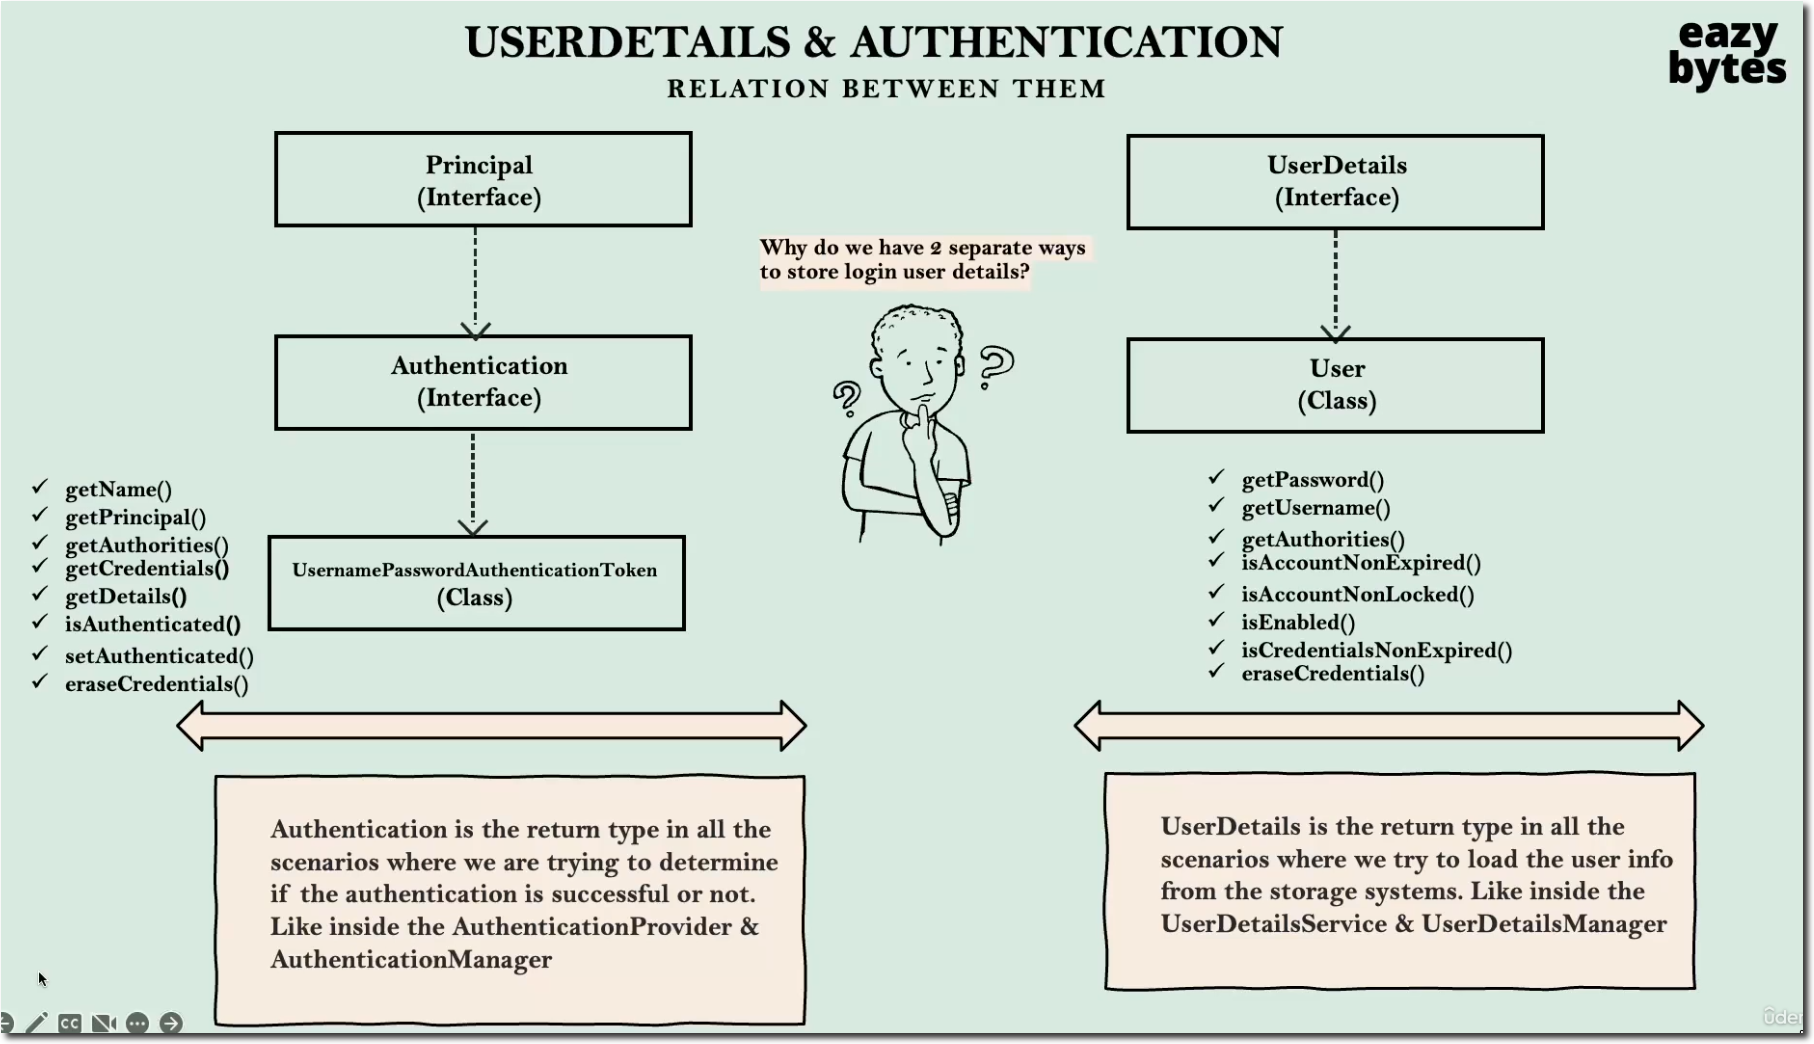 USERDETAILS & AUTHENTICATION
RELATION BETWEEN THEM
eazy
bytes
Principal
(Interface)
Authentication
(Interface)
UsernamePasswordAuthenticationToken
(Class)
✓ getName()
✓ getPrincipal()
✓ getAuthorities()
✓ getCredentials()
✓ getDetails()
✓ isAuthenticated()
✓ setAuthenticated()
✓ eraseCredentials()
Why do we have 2 separate ways
to store login user details?
? ?
UserDetails
(Interface)
User
(Class)
✓ getPassword()
✓ getUsername()
✓ getAuthorities()
✓ isAccountNonExpired()
✓ isAccountNonLocked()
✓ isEnabled()
✓ isCredentialsNonExpired()
✓ eraseCredentials()
Authentication is the return type in all the
scenarios where we are trying to determine
if the authentication is successful or not.
Like inside the AuthenticationProvider &
AuthenticationManager
UserDetails is the return type in all the
scenarios where we try to load the user info
from the storage systems. Like inside the
UserDetailsService & UserDetailsManager
CC